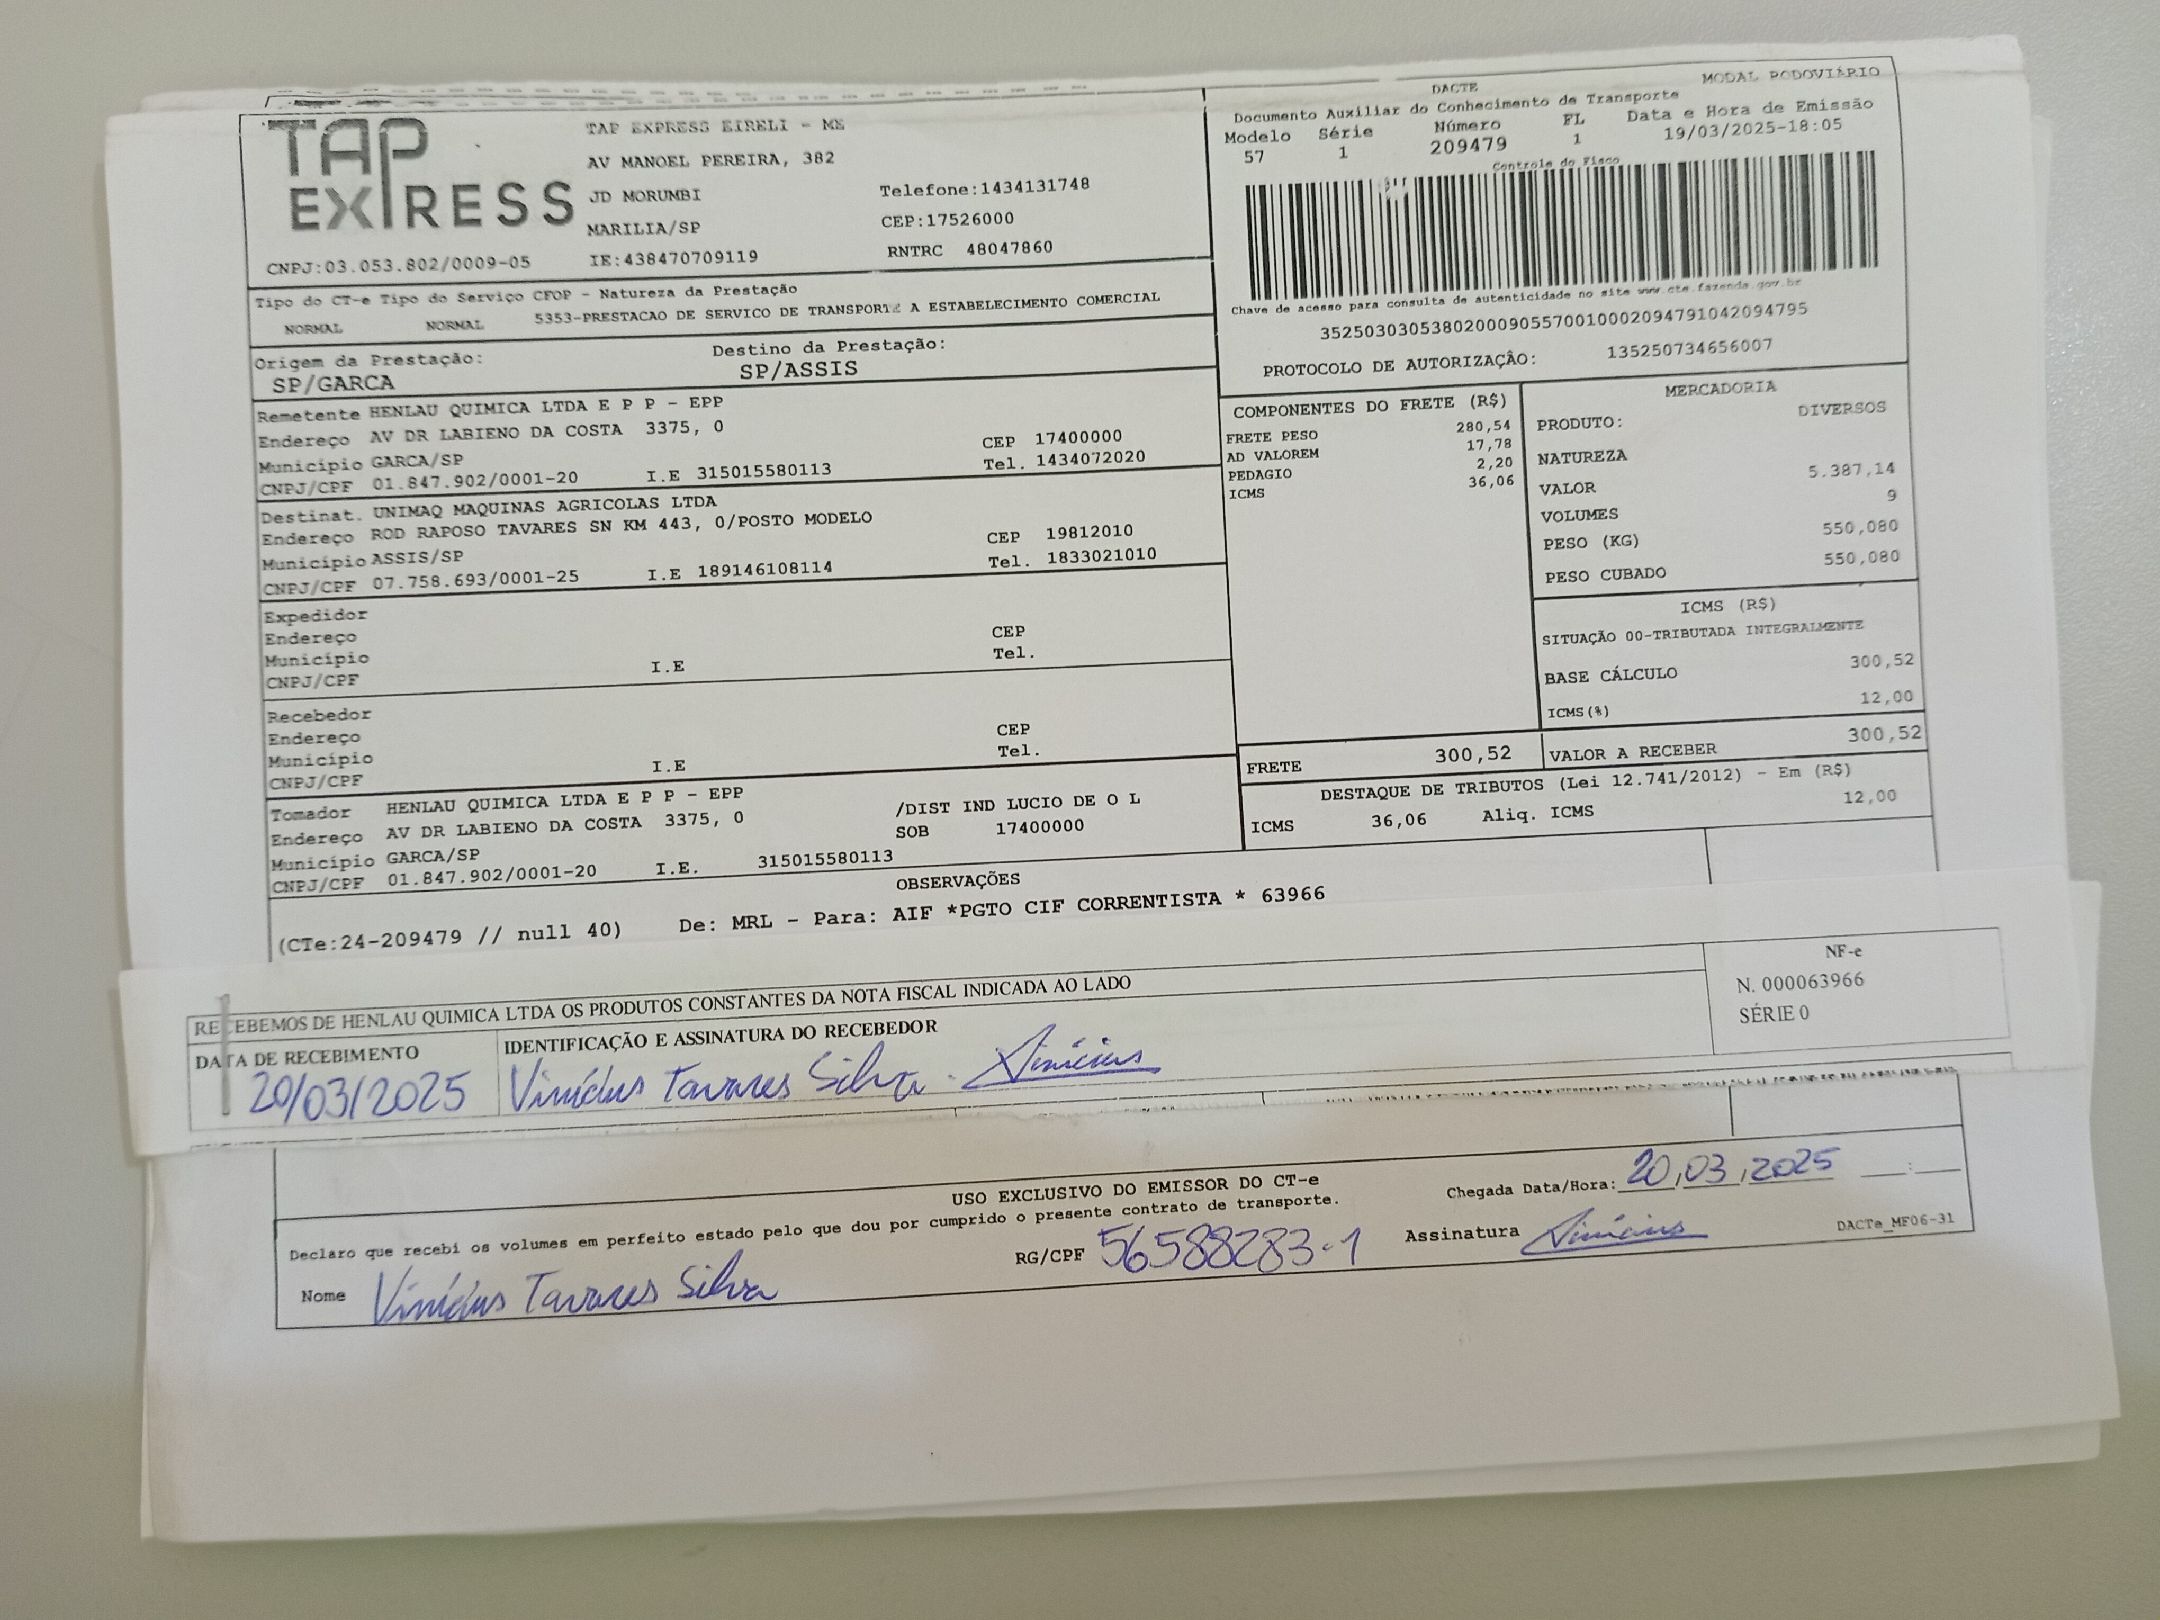 TAP
EXPRESS
TAP EXPRESS EIRELI - ME
AV MANOEL PEREIRA, 382
JD MORUMBI Telefone:1434131748
MARILIA/SP CEP:17526000
CNPJ:03.053.802/0009-05 IE:438470709119 RNTRC 48047860
DACTE MODAL RODOVIÁRIO
Documento Auxiliar do Conhecimento de Transporte
Modelo Série Número FL Data e Hora de Emissão
57 1 209479 1 19/03/2025-18:05
Controle do Fisco
Chave de acesso para consulta de autenticidade no site www.cte.fazenda.gov.br
35250303053802000905570010002094791042094795
PROTOCOLO DE AUTORIZAÇÃO: 135250734656007
Tipo do CT-e Tipo do Serviço CFOP - Natureza da Prestação
NORMAL NORMAL 5353-PRESTACAO DE SERVICO DE TRANSPORTE A ESTABELECIMENTO COMERCIAL
Origem da Prestação: Destino da Prestação:
SP/GARCA SP/ASSIS
Remetente HENLAU QUIMICA LTDA E P P - EPP
Endereço AV DR LABIENO DA COSTA 3375, 0 CEP 17400000
Município GARCA/SP Tel. 1434072020
CNPJ/CPF 01.847.902/0001-20 I.E 315015580113
Destinat. UNIMAQ MAQUINAS AGRICOLAS LTDA
Endereço ROD RAPOSO TAVARES SN KM 443, 0/POSTO MODELO CEP 19812010
Município ASSIS/SP Tel. 1833021010
CNPJ/CPF 07.758.693/0001-25 I.E 189146108114
Expedidor
Endereço CEP
Município Tel.
CNPJ/CPF I.E
Recebedor
Endereço CEP
Município Tel.
CNPJ/CPF I.E
Tomador HENLAU QUIMICA LTDA E P P - EPP /DIST IND LUCIO DE O L
Endereço AV DR LABIENO DA COSTA 3375, 0 SOB 17400000
Município GARCA/SP
CNPJ/CPF 01.847.902/0001-20 I.E. 315015580113
COMPONENTES DO FRETE (R$)
FRETE PESO 280,54
AD VALOREM 17,78
PEDAGIO 2,20
ICMS 36,06
MERCADORIA
PRODUTO: DIVERSOS
NATUREZA
VALOR 5.387,14
VOLUMES 9
PESO (KG) 550,080
PESO CUBADO 550,080
ICMS (R$)
SITUAÇÃO 00-TRIBUTADA INTEGRALMENTE
BASE CÁLCULO 300,52
ICMS(%) 12,00
FRETE 300,52 VALOR A RECEBER 300,52
DESTAQUE DE TRIBUTOS (Lei 12.741/2012) - Em (R$)
ICMS 36,06 Aliq. ICMS 12,00
OBSERVAÇÕES
(CTe:24-209479 // null 40) De: MRL - Para: AIF *PGTO CIF CORRENTISTA * 63966
RECEBEMOS DE HENLAU QUIMICA LTDA OS PRODUTOS CONSTANTES DA NOTA FISCAL INDICADA AO LADO
NF-e
N. 000063966
SÉRIE 0
DATA DE RECEBIMENTO IDENTIFICAÇÃO E ASSINATURA DO RECEBEDOR
20/03/2025 Vinícius Tavares Silva - Vinícius
USO EXCLUSIVO DO EMISSOR DO CT-e
Declaro que recebi os volumes em perfeito estado pelo que dou por cumprido o presente contrato de transporte.
Chegada Data/Hora: 20,03,2025 __:__
Nome Vinícius Tavares Silva RG/CPF 56588283-1 Assinatura Vinícius
DACTe_MF06-31